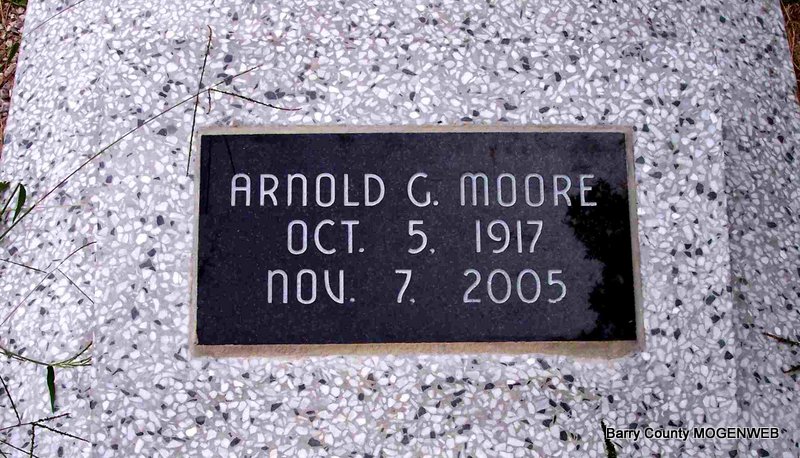 ARNOLD G. MOORE
OCT. 5, 1917
NOV. 7, 2005
Barry County MOGENWEB